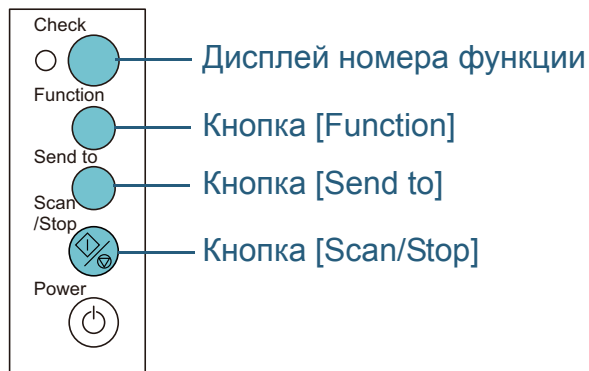 Check
Дисплей номера функции
Function
Кнопка [Function]
Send to
Кнопка [Send to]
Scan
/Stop
Кнопка [Scan/Stop]
Power